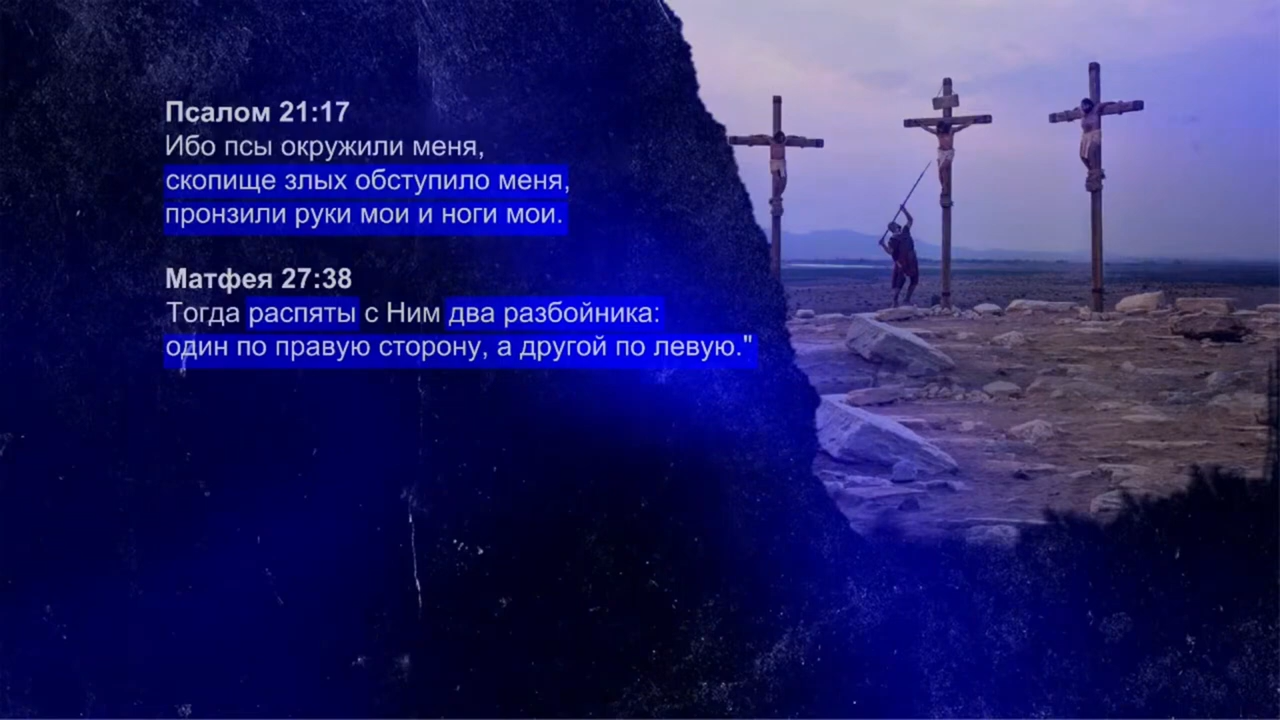 Псалом 21:17
Ибо псы окружили меня,
скопище злых обступило меня,
пронзили руки мои и ноги мои.
Матфея 27:38
Тогда распяты с Ним два разбойника:
один по правую сторону, а другой по левую."